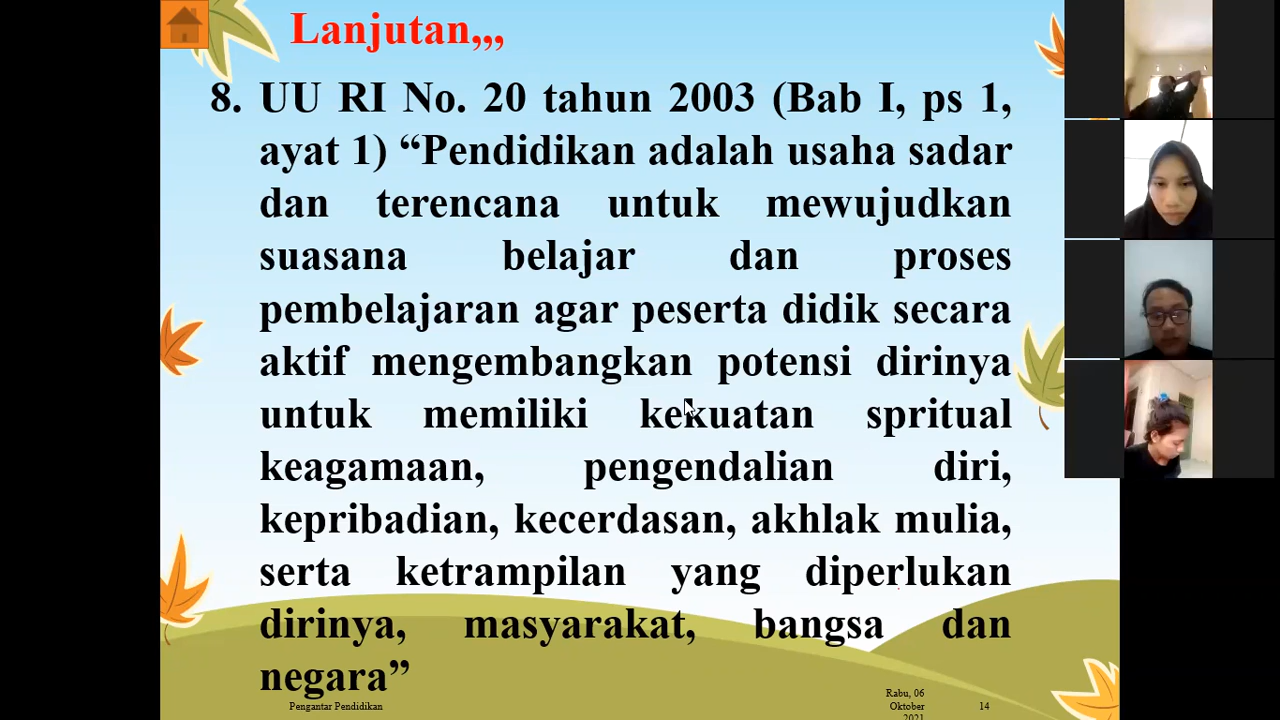 Lanjutan,,,
8. UU RI No. 20 tahun 2003 (Bab I, ps 1,
ayat 1) “Pendidikan adalah usaha sadar
dan terencana untuk mewujudkan
suasana belajar dan proses
pembelajaran agar peserta didik secara
aktif mengembangkan potensi dirinya
untuk memiliki kekuatan spritual
keagamaan, pengendalian diri,
kepribadian, kecerdasan, akhlak mulia,
serta ketrampilan yang diperlukan
dirinya, masyarakat, bangsa dan
negara”
Pengantar Pendidikan
Rabu, 06
Oktober
2021
14